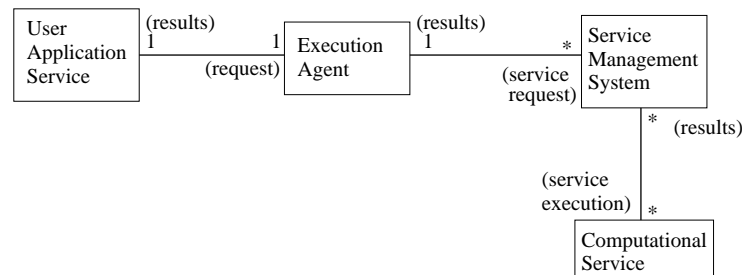 User
Application
Service
(results)
1
1
(request)
Execution
Agent
(results)
1
*
(service
request)
Service
Management
System
*
(results)
(service
execution)
*
Computational
Service